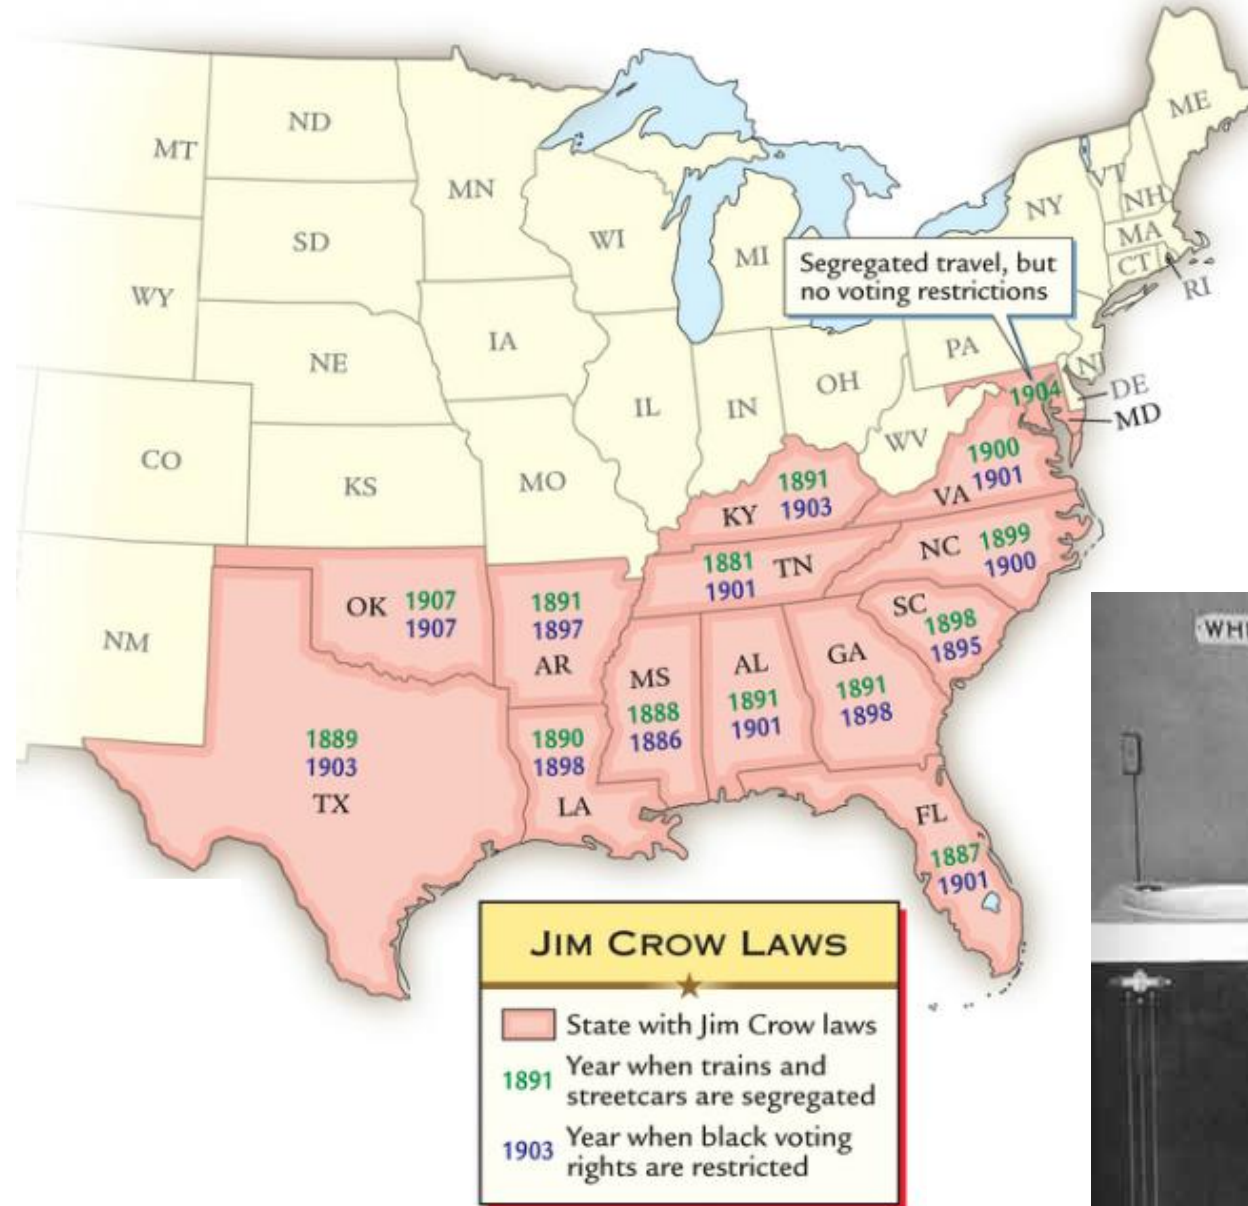 ME
ND
MT
MN
VT
NH
NY
SD
WI
MA
MI
Segregated travel, but
no voting restrictions
CT
RI
WY
IA
PA
NE
NJ
OH
1904
DE
IL
IN
MD
WV
CO
1900
1901
VA
KS
MO
1891
1903
KY
NC
1899
1900
1881
1901
TN
OK
1907
1907
1891
1897
AR
SC
1898
1895
NM
WHI
MS
1888
1886
AL
1891
1901
GA
1891
1898
1889
1903
TX
1890
1898
LA
FL
1887
1901
JIM CROW LAWS
State with Jim Crow laws
1891 Year when trains and
streetcars are segregated
1903 Year when black voting
rights are restricted